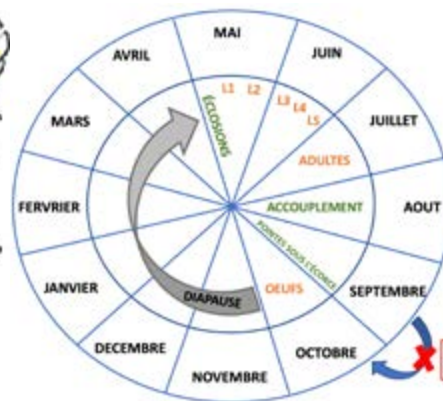 MAI
JUIN
JUILLET
AOUT
SEPTEMBRE
OCTOBRE
NOVEMBRE
DECEMBRE
JANVIER
FERVRIER
MARS
AVRIL
ÉCLOSIONS
L1
L2
L3
L4
L5
ADULTES
ACCOUPLEMENT
PONTES SOUS L'ÉCORCE
OEUFS
DIAPAUSE